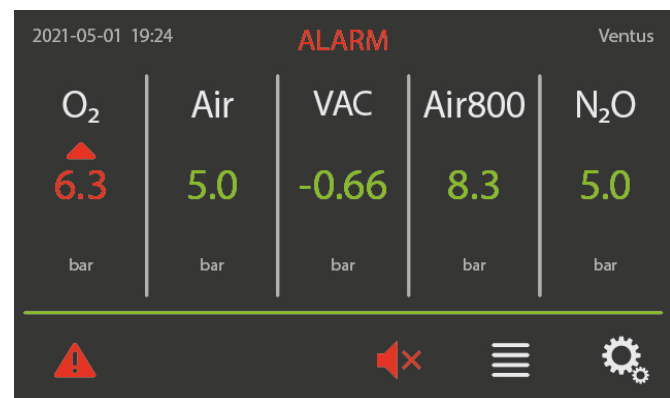 2021-05-01 19:24 ALARM Ventus
O₂ Air VAC Air800 N₂O
6.3 5.0 -0.66 8.3 5.0
bar bar bar bar bar